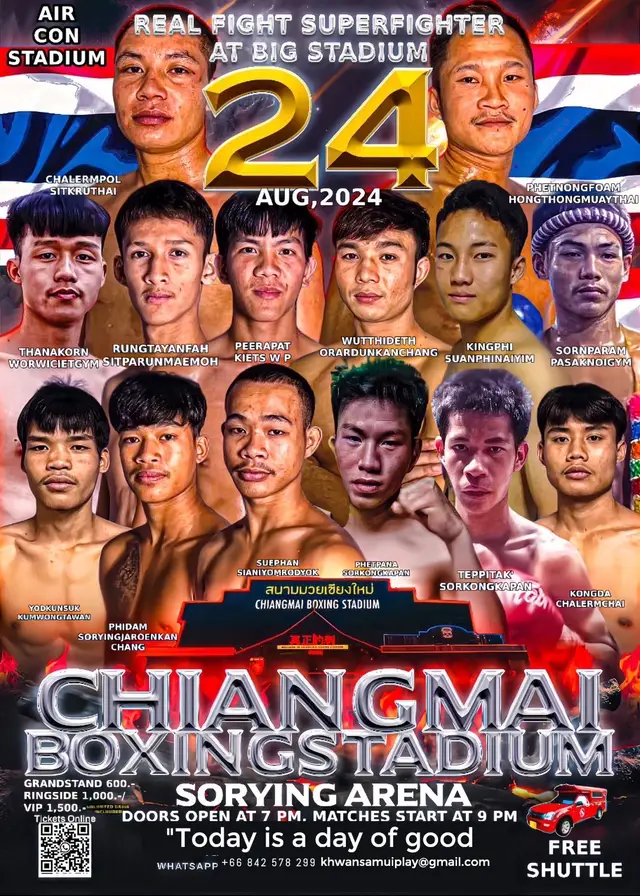 AIR
CON
STADIUM
REAL FIGHT SUPERFIGHTER
AT BIG STADIUM
24
AUG,2024
CHALERMPOL
SITKRUTHAI
PHETNONGFOAM
HONGTHONGMUAYTHAI
THANAKORN
WORWICIETGYM
RUNGTAYANFAH
SITPARUNMAEMOH
PEERAPAT
KIETS W P
WUTTHIDETH
ORARDUNKANCHANG
KINGPHI
SUANPHINAIYIM
SORNPARAM
PASAKNOIGYM
YODKUNSUK
KUMWONGTAWAN
PHIDAM
SORYINGJAROENKAN
CHANG
SUEPHAN
SIANIYOMRODYOK
PHETPANA
SORKONGKAPAN
TEPPITAK'
SORKONGKAPAN
KONGDA
CHALERMCHAI
สนามมวยเชียงใหม่
CHIANGMAI BOXING STADIUM
CHIANGMAI
BOXINGSTADIUM
GRANDSTAND 600.-
RINGSIDE 1,000.-/
VIP 1,500.-
Tickets Online
SORYING ARENA
DOORS OPEN AT 7 PM. MATCHES START AT 9 PM
"Today is a day of good
WHATSAPP +66 842 578 299 khwansamuiplay@gmail.com
FREE
SHUTTLE